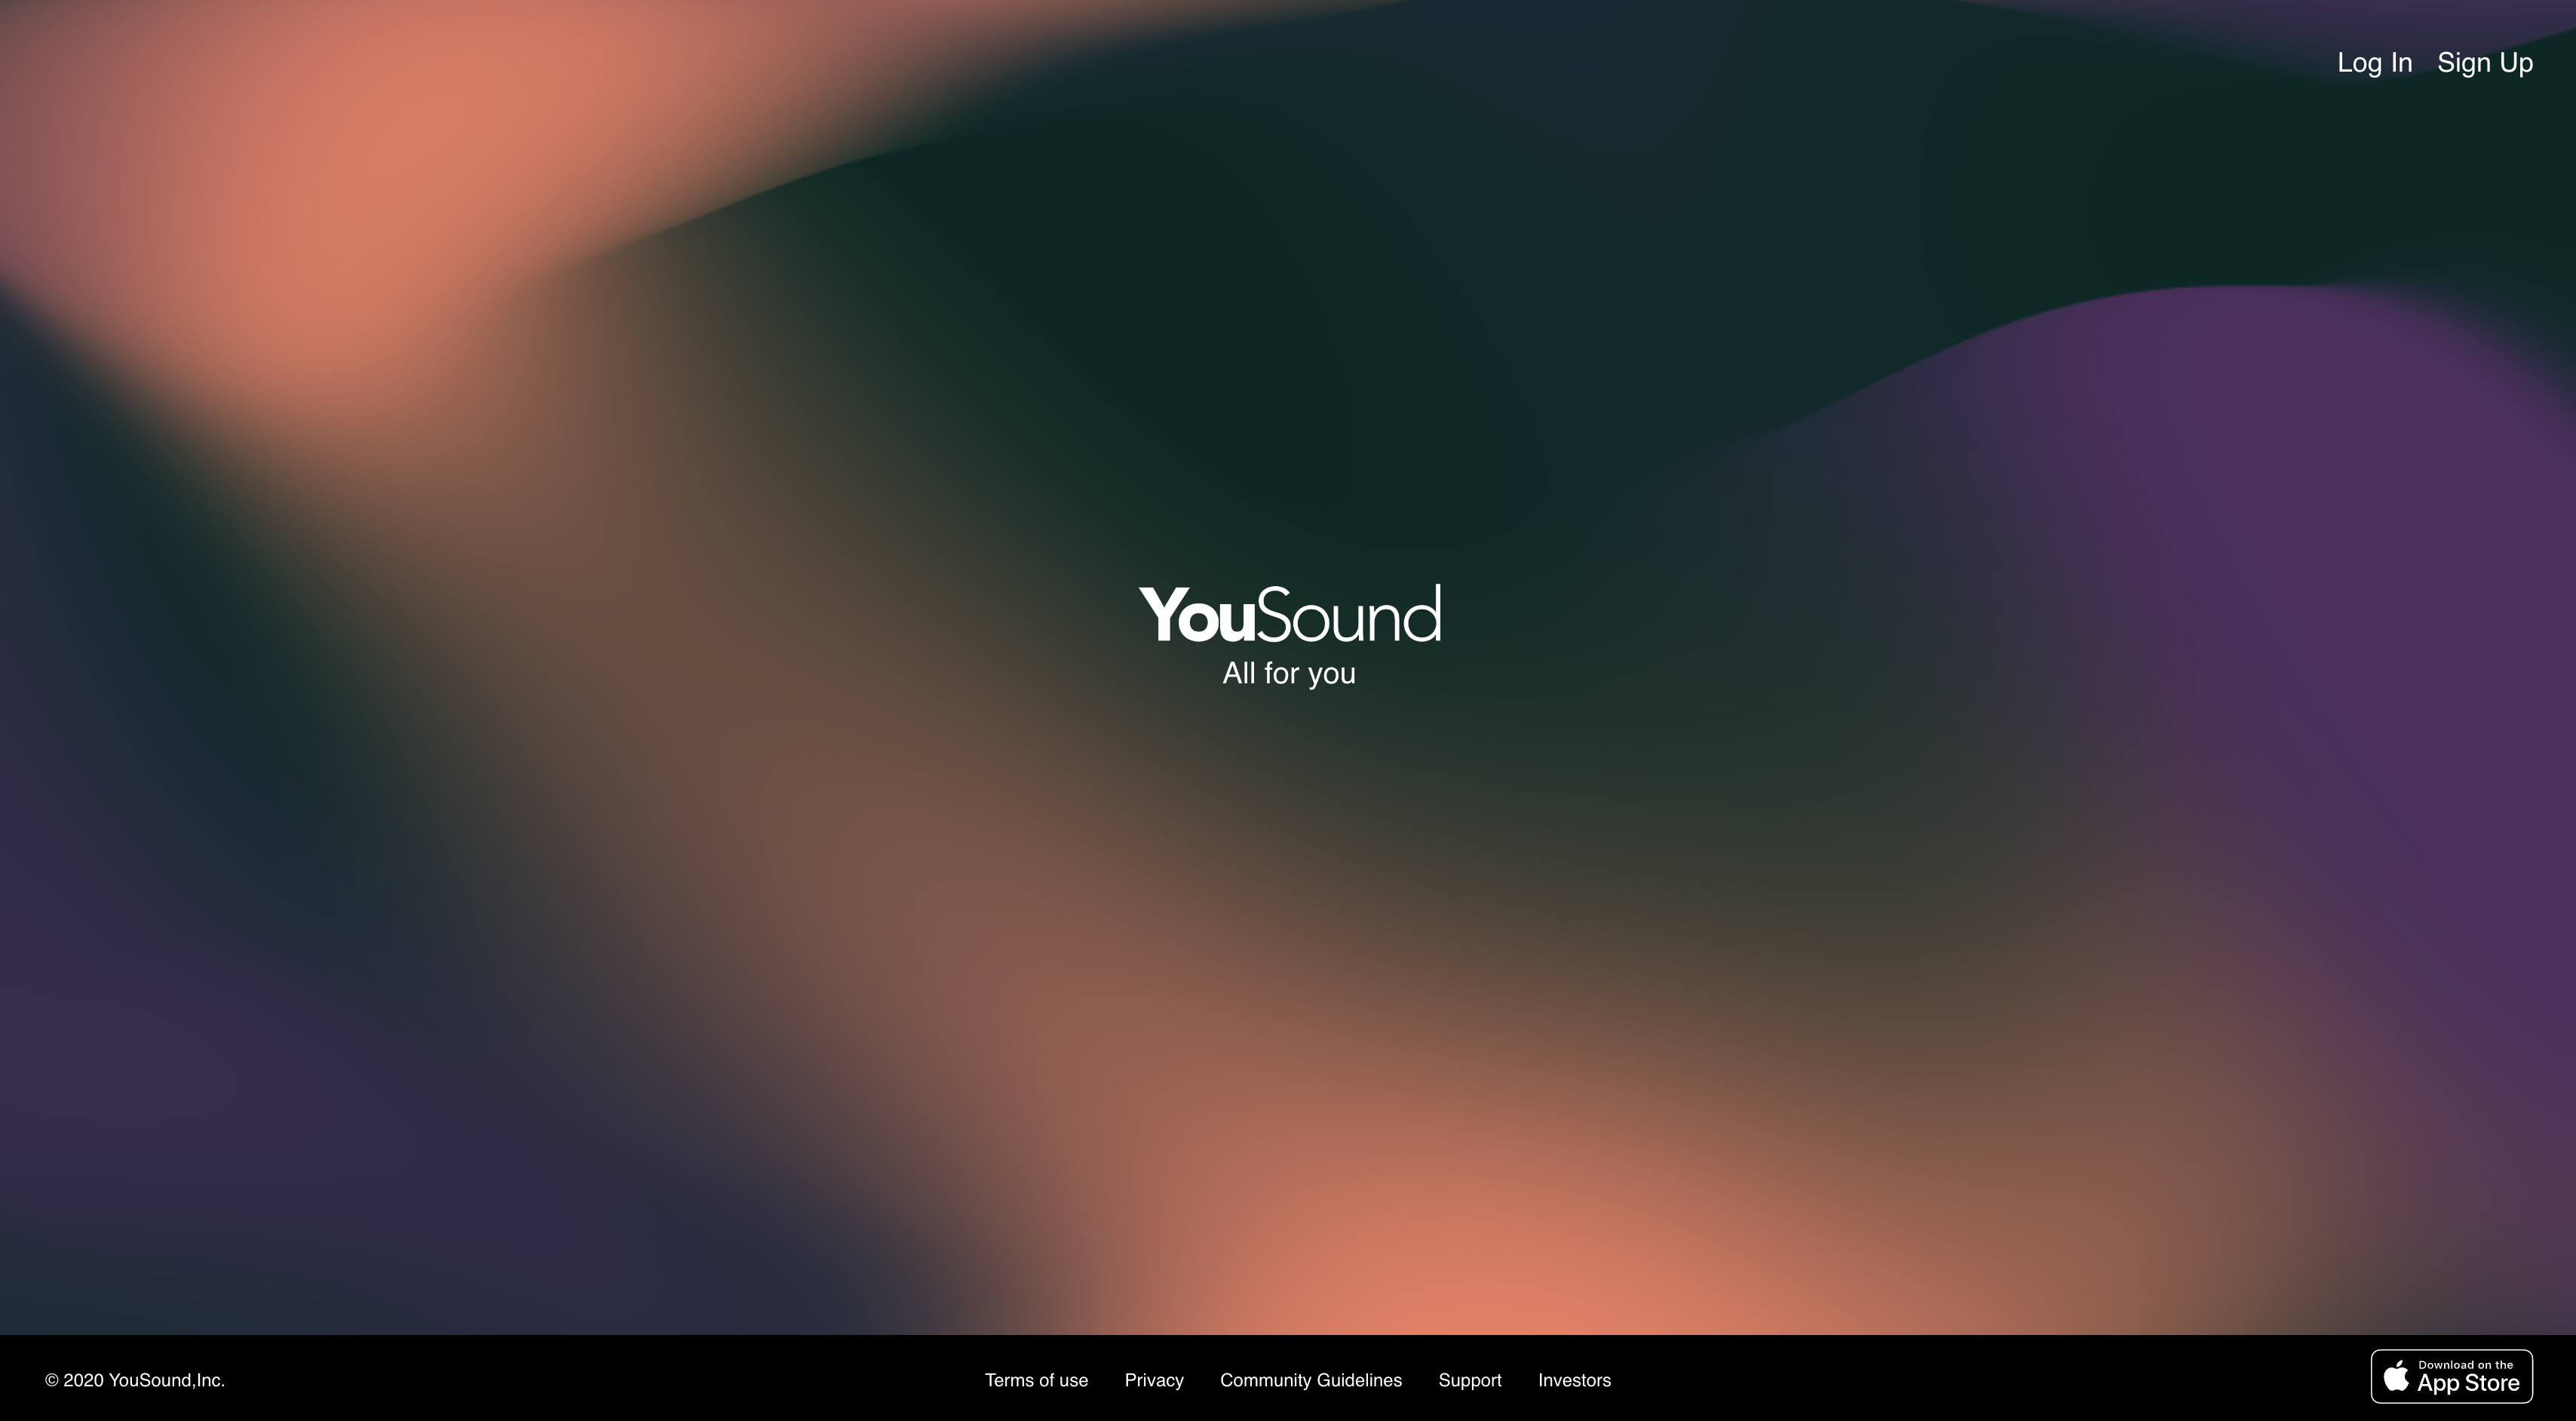 Log In Sign Up
YouSound
All for you
© 2020 YouSound,Inc.
Terms of use Privacy Community Guidelines Support Investors
Download on the
App Store